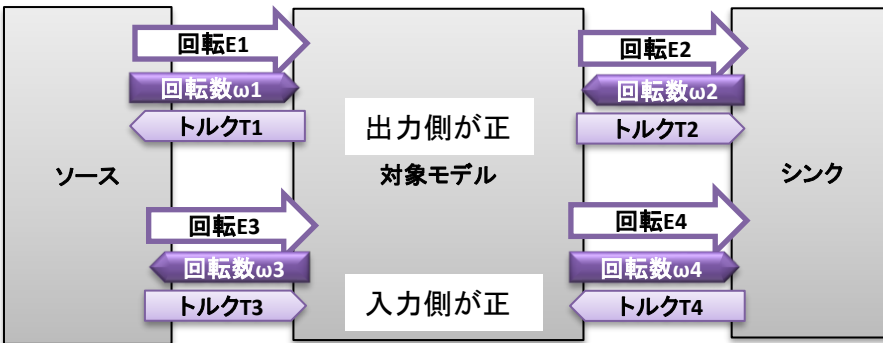 回転E1
回転数ω1
トルクT1
回転E2
回転数ω2
トルクT2
出力側が正
ソース
対象モデル
シンク
回転E3
回転数ω3
トルクT3
回転E4
回転数ω4
トルクT4
入力側が正